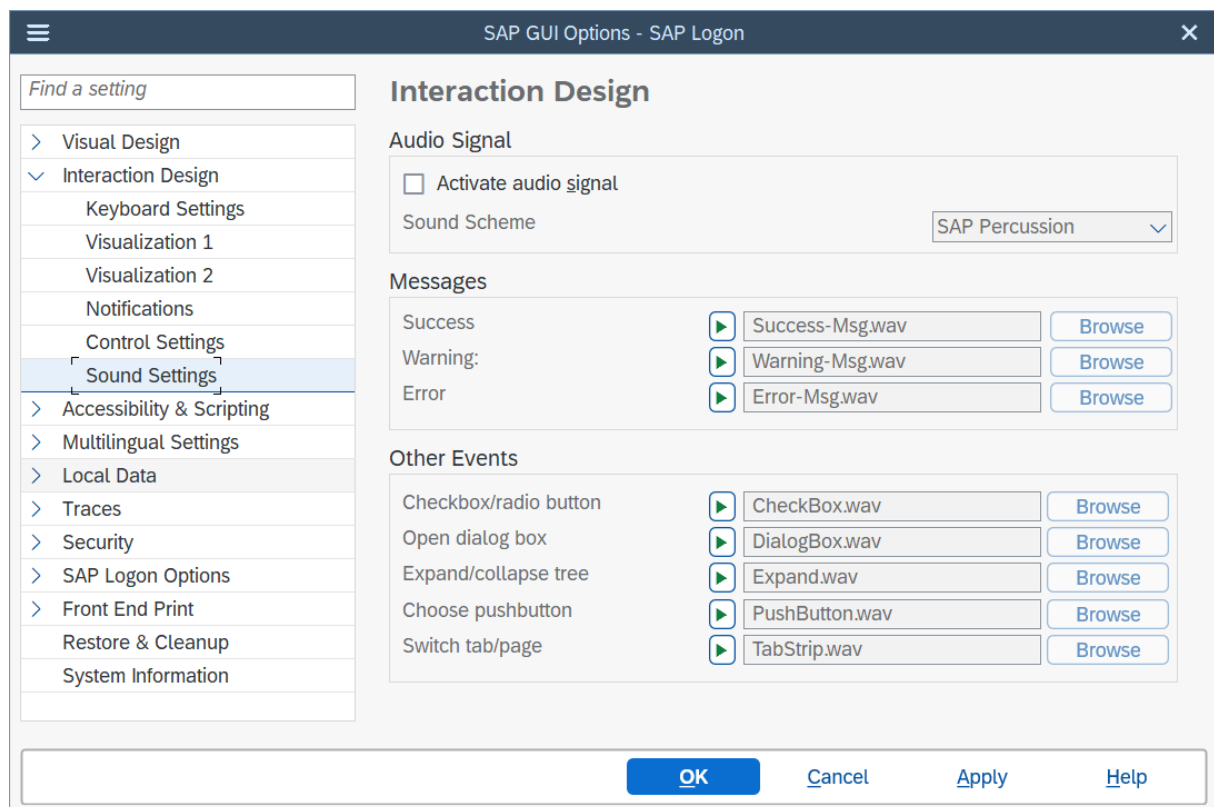 SAP GUI Options - SAP Logon
Find a setting
Visual Design
Interaction Design
Keyboard Settings
Visualization 1
Visualization 2
Notifications
Control Settings
Sound Settings
Accessibility & Scripting
Multilingual Settings
Local Data
Traces
Security
SAP Logon Options
Front End Print
Restore & Cleanup
System Information
Interaction Design
Audio Signal
Activate audio signal
Sound Scheme SAP Percussion
Messages
Success Success-Msg.wav Browse
Warning: Warning-Msg.wav Browse
Error Error-Msg.wav Browse
Other Events
Checkbox/radio button CheckBox.wav Browse
Open dialog box DialogBox.wav Browse
Expand/collapse tree Expand.wav Browse
Choose pushbutton PushButton.wav Browse
Switch tab/page TabStrip.wav Browse
OK Cancel Apply Help